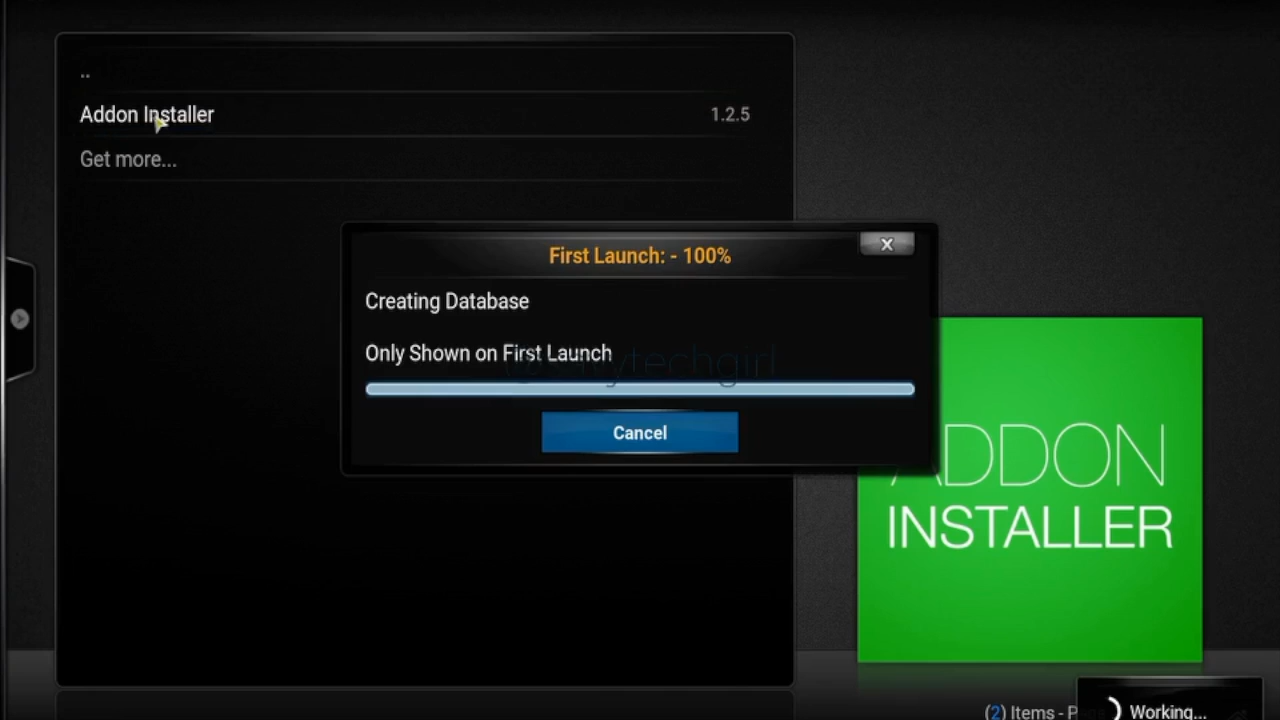 ..
Addon Installer 1.2.5
Get more...
First Launch: - 100%
X
Creating Database
Only Shown on First Launch
Cancel
ADDON
INSTALLER
(2) Items - P
Working...